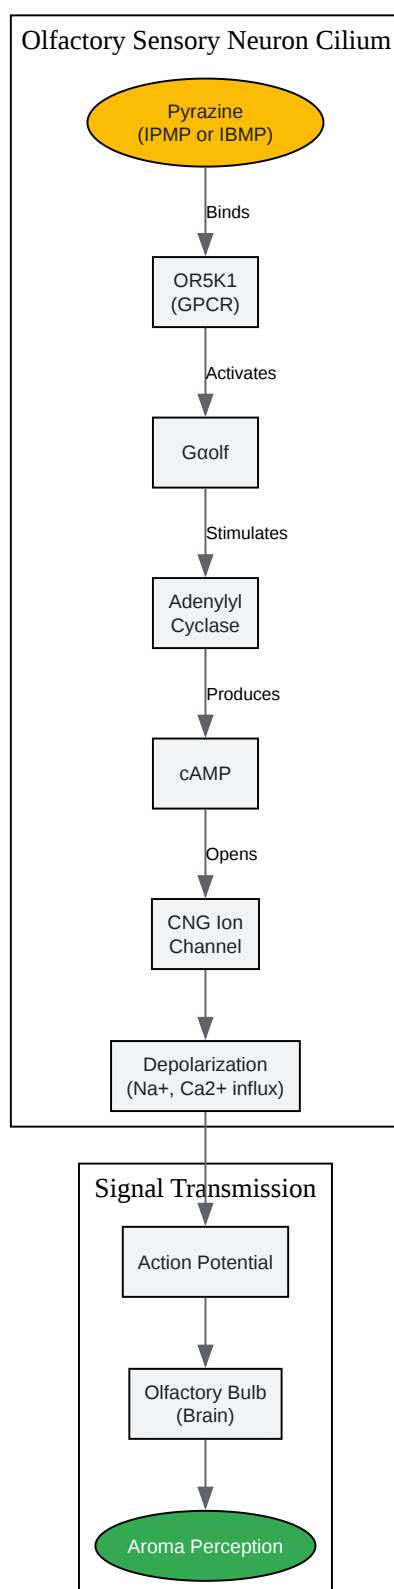 Olfactory Sensory Neuron Cilium
Pyrazine
(IPMP or IBMP)
Binds
OR5K1
(GPCR)
Activates
Gαolf
Stimulates
Adenylyl
Cyclase
Produces
cAMP
Opens
CNG Ion
Channel
Depolarization
(Na+, Ca2+ influx)
Signal Transmission
Action Potential
Olfactory Bulb
(Brain)
Aroma Perception